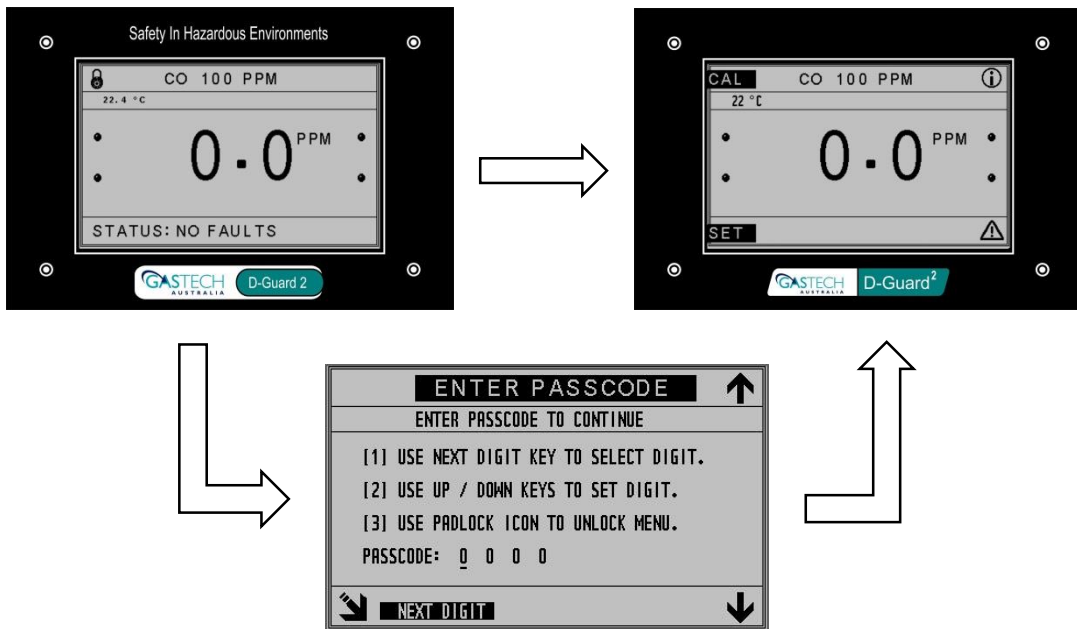 Safety In Hazardous Environments
CO 100 PPM
22.4 °C
0.0 PPM
STATUS: NO FAULTS
GASTECH AUSTRALIA D-Guard 2
CAL CO 100 PPM
22 °C
0.0 PPM
SET
GASTECH AUSTRALIA D-Guard²
ENTER PASSCODE
ENTER PASSCODE TO CONTINUE
[1] USE NEXT DIGIT KEY TO SELECT DIGIT.
[2] USE UP / DOWN KEYS TO SET DIGIT.
[3] USE PADLOCK ICON TO UNLOCK MENU.
PASSCODE: 0 0 0 0
NEXT DIGIT